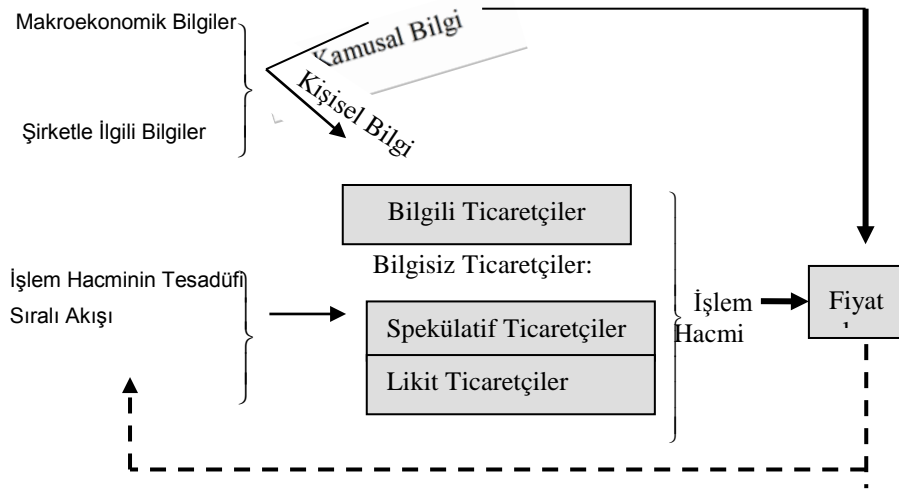 Makroekonomik Bilgiler
Kamusal Bilgi
Kişisel Bilgi
Şirketle İlgili Bilgiler
Bilgili Ticaretçiler
Bilgisiz Ticaretçiler:
İşlem Hacminin Tesadüfi
Sıralı Akışı
Spekülatif Ticaretçiler
Likit Ticaretçiler
İşlem
Hacmi
Fiyat